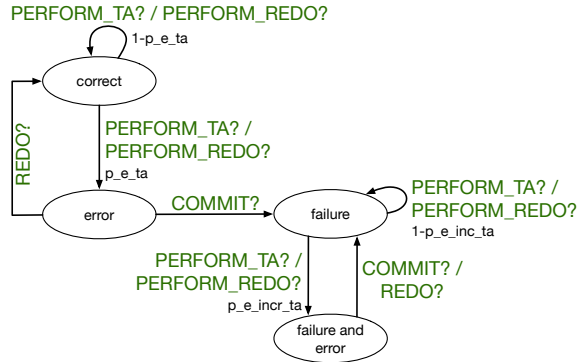 PERFORM_TA? / PERFORM_REDO?
1-p_e_ta
correct
REDO?
PERFORM_TA? /
PERFORM_REDO?
p_e_ta
error
COMMIT?
failure
PERFORM_TA? /
PERFORM_REDO?
1-p_e_inc_ta
PERFORM_TA? /
PERFORM_REDO?
p_e_incr_ta
COMMIT? /
REDO?
failure and
error